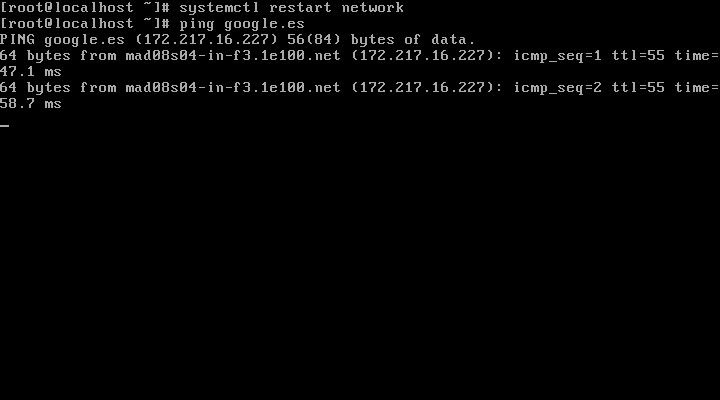 [root@localhost ~]# systemctl restart network
[root@localhost ~]# ping google.es
PING google.es (172.217.16.227) 56(84) bytes of data.
64 bytes from mad08s04-in-f3.1e100.net (172.217.16.227): icmp_seq=1 ttl=55 time=
47.1 ms
64 bytes from mad08s04-in-f3.1e100.net (172.217.16.227): icmp_seq=2 ttl=55 time=
58.7 ms